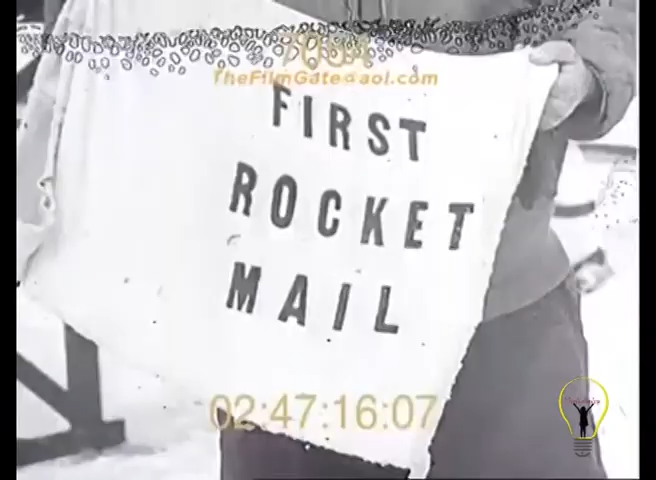 TheFilmGate@aol.com
FIRST
ROCKET
MAIL
02:47:16:07